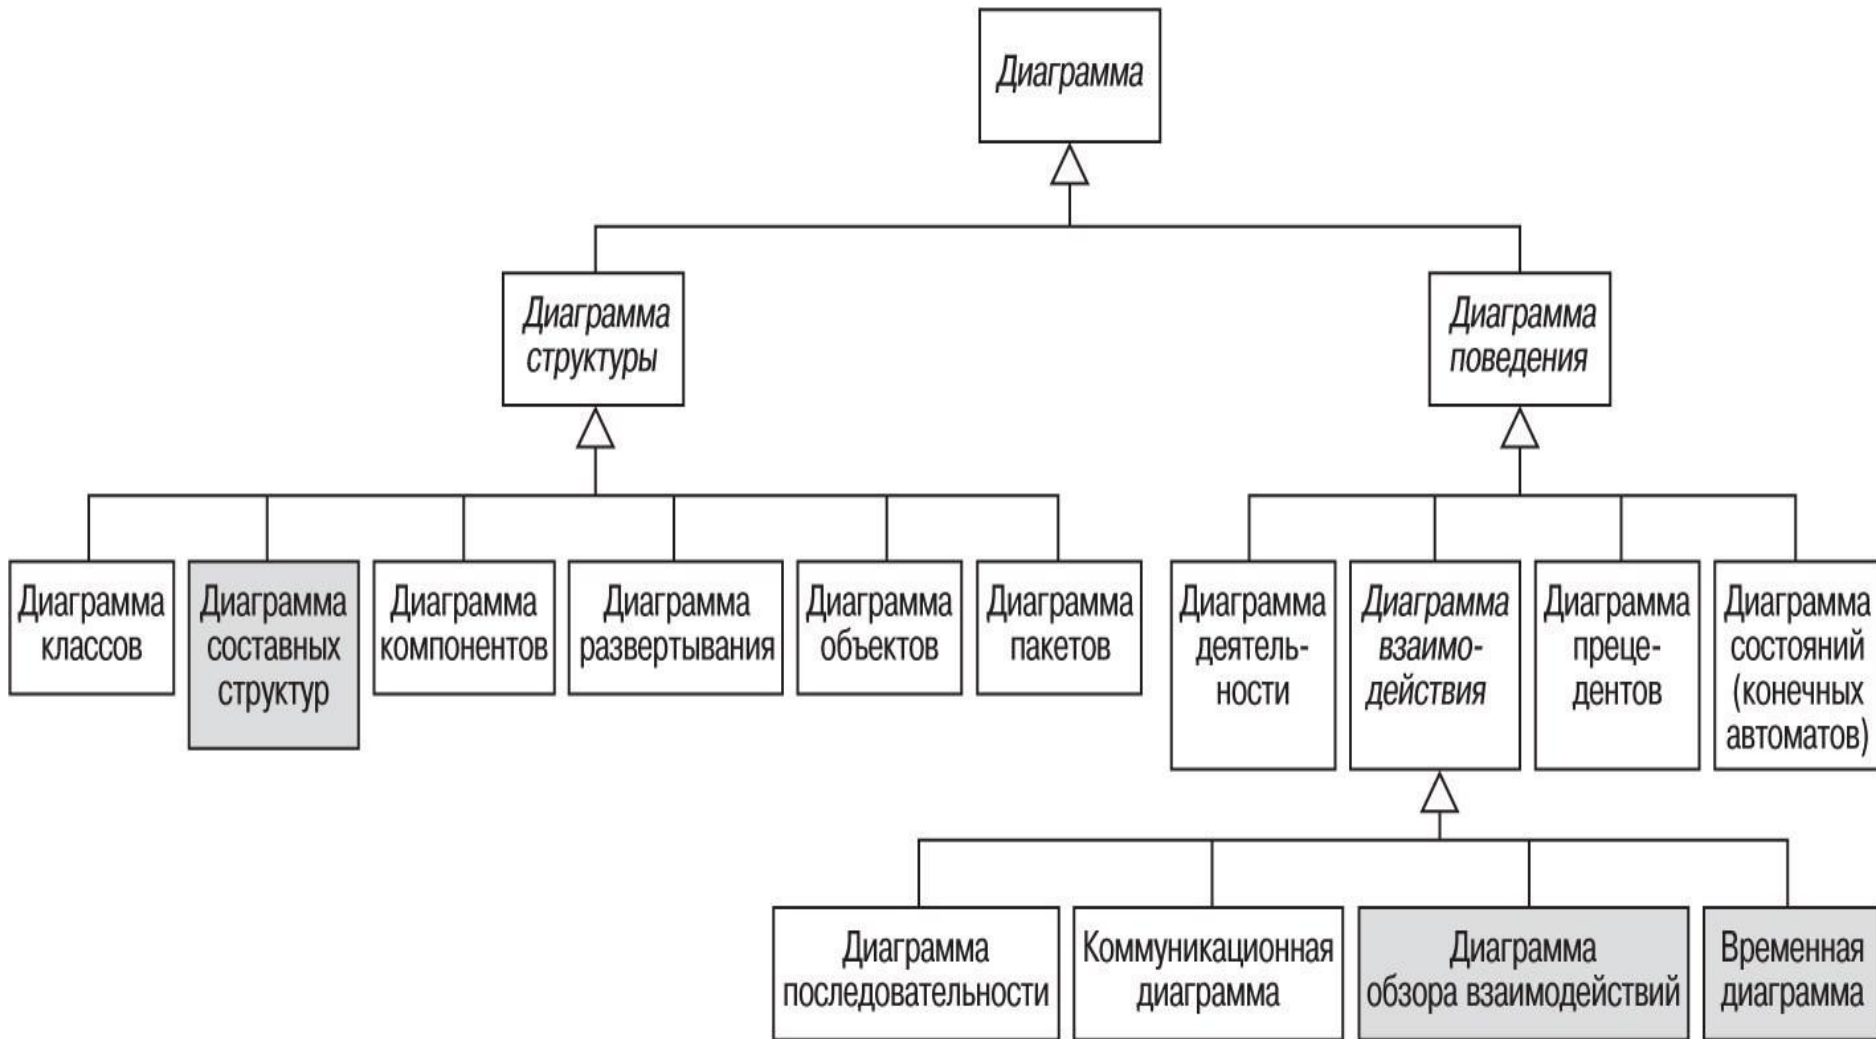 Диаграмма
Диаграмма
структуры
Диаграмма
поведения
Диаграмма
классов
Диаграмма
составных
структур
Диаграмма
компонентов
Диаграмма
развертывания
Диаграмма
объектов
Диаграмма
пакетов
Диаграмма
деятель-
ности
Диаграмма
взаимо-
действия
Диаграмма
преце-
дентов
Диаграмма
состояний
(конечных
автоматов)
Диаграмма
последовательности
Коммуникационная
диаграмма
Диаграмма
обзора взаимодействий
Временная
диаграмма